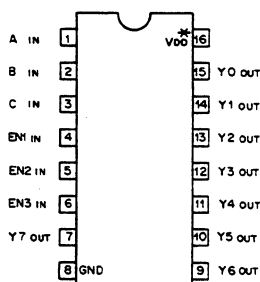 A IN 1 16 VDD *
B IN 2 15 Y0 OUT
C IN 3 14 Y1 OUT
EN1 IN 4 13 Y2 OUT
EN2 IN 5 12 Y3 OUT
EN3 IN 6 11 Y4 OUT
Y7 OUT 7 10 Y5 OUT
8 GND 9 Y6 OUT